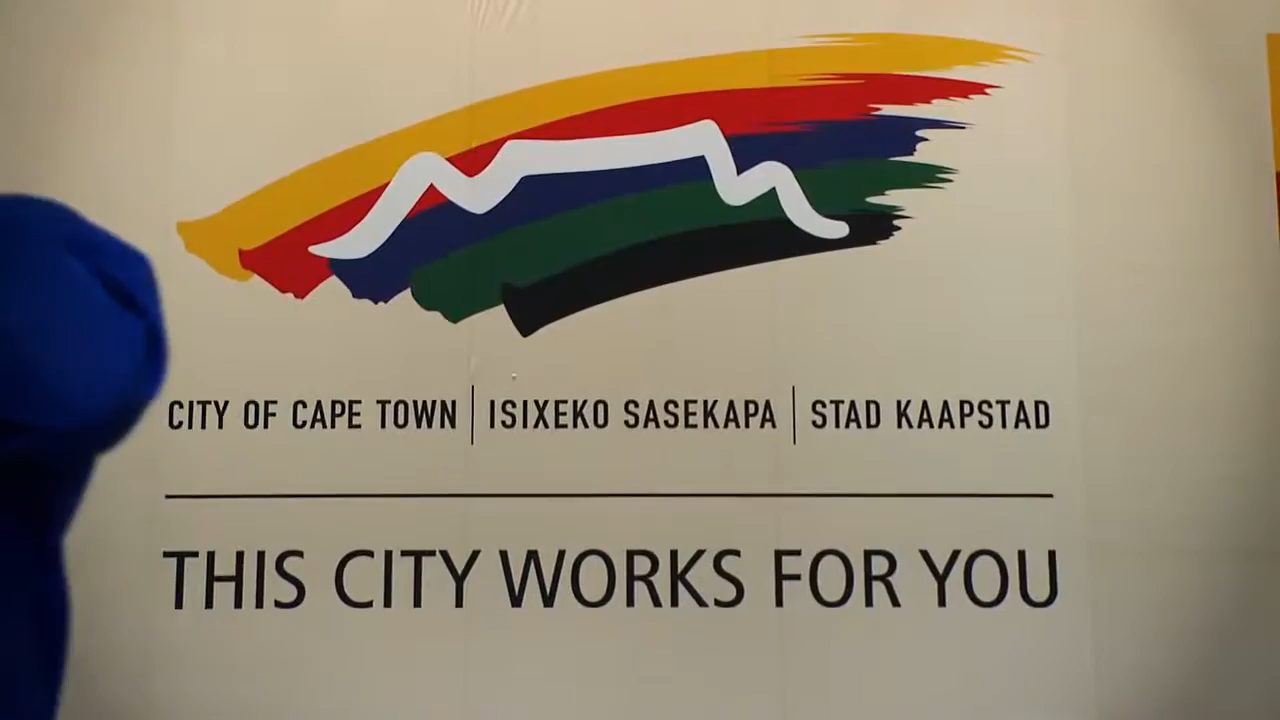 CITY OF CAPE TOWN | ISIXEKO SASEKAPA | STAD KAAPSTAD
THIS CITY WORKS FOR YOU